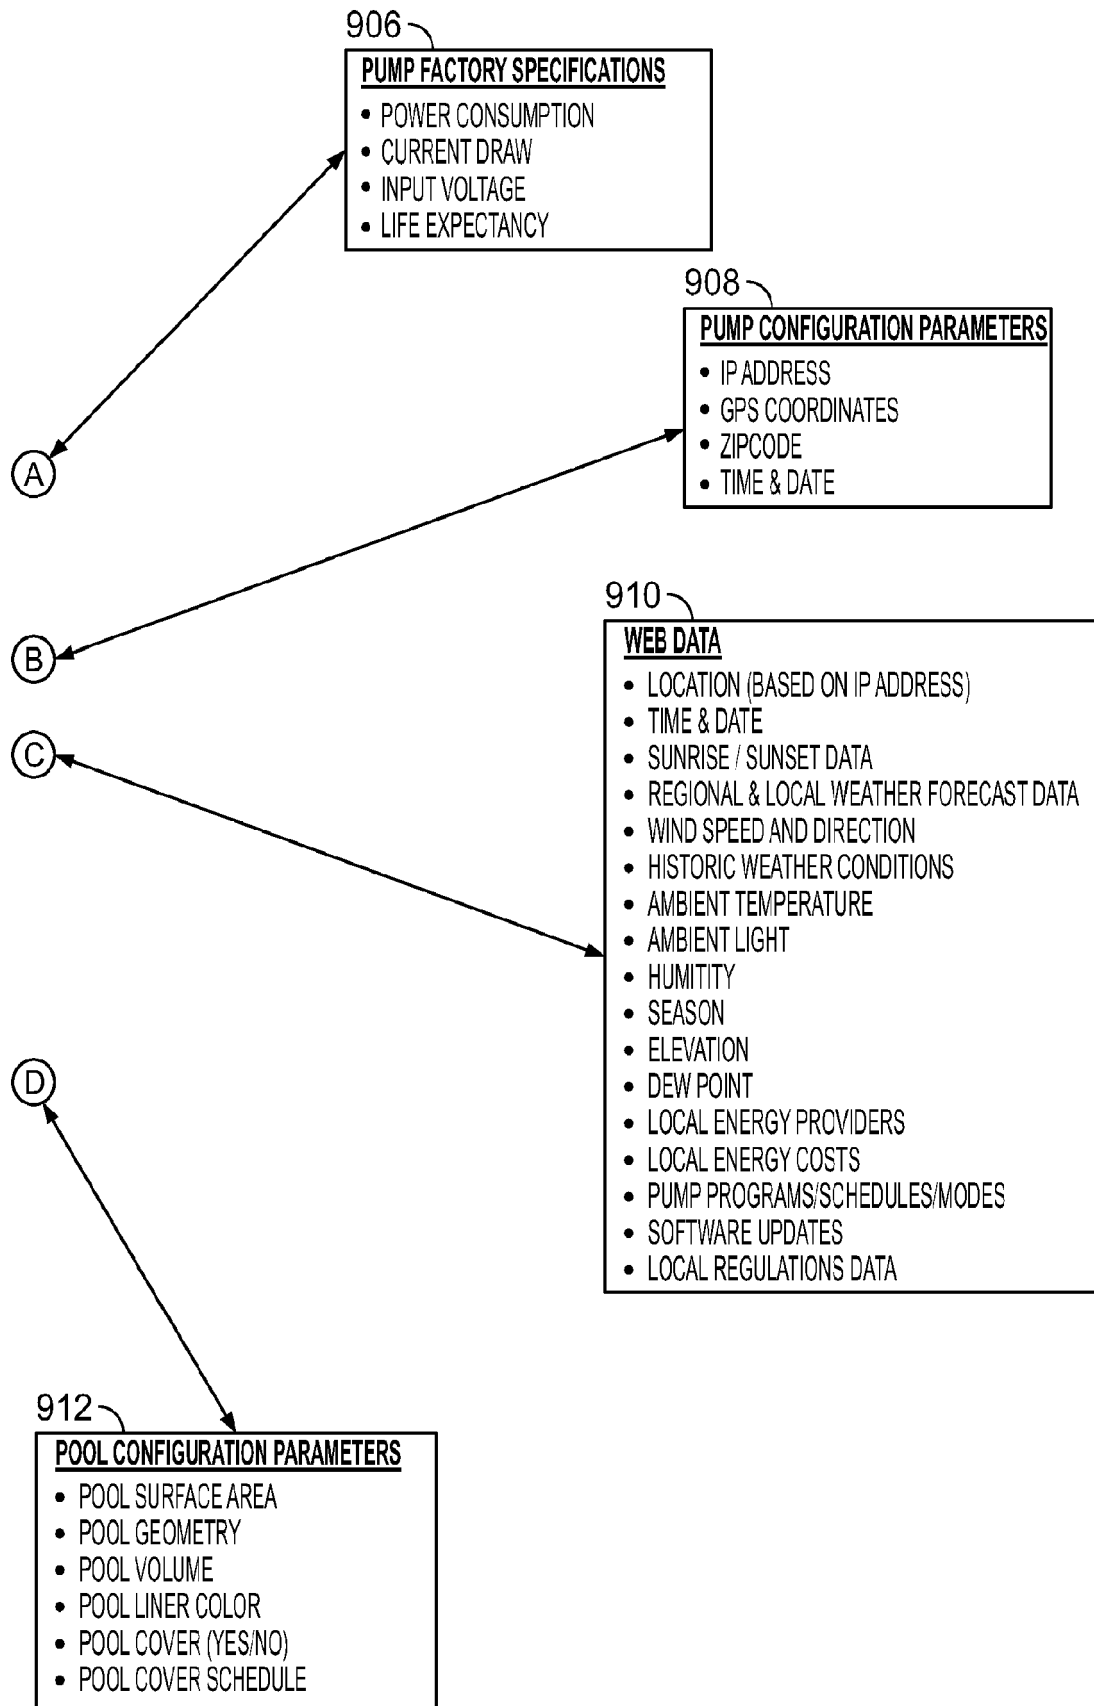 906
PUMP FACTORY SPECIFICATIONS
• POWER CONSUMPTION
• CURRENT DRAW
• INPUT VOLTAGE
• LIFE EXPECTANCY
908
PUMP CONFIGURATION PARAMETERS
• IP ADDRESS
• GPS COORDINATES
• ZIPCODE
• TIME & DATE
A
B
C
D
910
WEB DATA
• LOCATION (BASED ON IP ADDRESS)
• TIME & DATE
• SUNRISE / SUNSET DATA
• REGIONAL & LOCAL WEATHER FORECAST DATA
• WIND SPEED AND DIRECTION
• HISTORIC WEATHER CONDITIONS
• AMBIENT TEMPERATURE
• AMBIENT LIGHT
• HUMITITY
• SEASON
• ELEVATION
• DEW POINT
• LOCAL ENERGY PROVIDERS
• LOCAL ENERGY COSTS
• PUMP PROGRAMS/SCHEDULES/MODES
• SOFTWARE UPDATES
• LOCAL REGULATIONS DATA
912
POOL CONFIGURATION PARAMETERS
• POOL SURFACE AREA
• POOL GEOMETRY
• POOL VOLUME
• POOL LINER COLOR
• POOL COVER (YES/NO)
• POOL COVER SCHEDULE